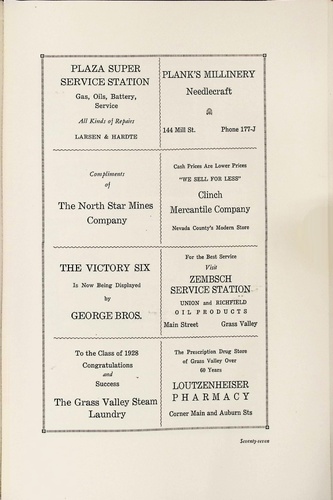 PLAZA SUPER
SERVICE STATION
Gas, Oils, Battery,
Service
All Kinds of Repairs
LARSEN & HARDTE
PLANK'S MILLINERY
Needlecraft
144 Mill St. Phone 177-J
Compliments
of
The North Star Mines
Company
Cash Prices Are Lower Prices
"WE SELL FOR LESS"
Clinch
Mercantile Company
Nevada County's Modern Store
THE VICTORY SIX
Is Now Being Displayed
by
GEORGE BROS.
For the Best Service
Visit
ZEMBSCH
SERVICE STATION
UNION and RICHFIELD
OIL PRODUCTS
Main Street Grass Valley
To the Class of 1928
Congratulations
and
Success
The Grass Valley Steam
Laundry
The Prescription Drug Store
of Grass Valley Over
60 Years
LOUTZENHEISER
PHARMACY
Corner Main and Auburn Sts
Seventy-seven